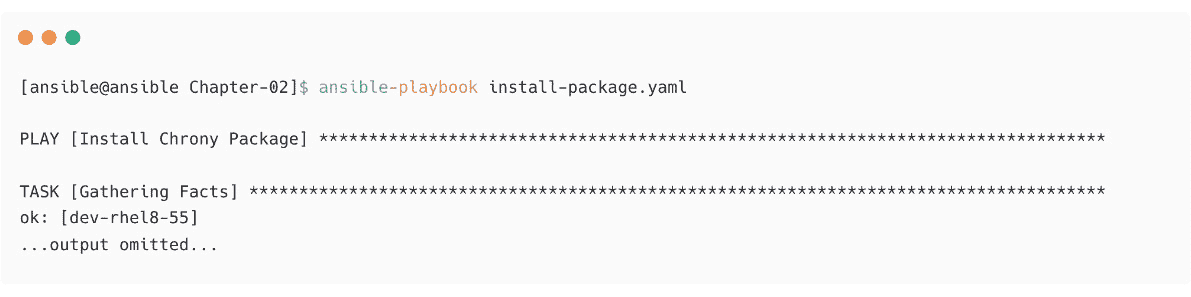 [ansible@ansible Chapter-02]$ ansible-playbook install-package.yaml
PLAY [Install Chrony Package] *******************************************************************************
TASK [Gathering Facts] **************************************************************************************
ok: [dev-rhel8-55]
...output omitted...